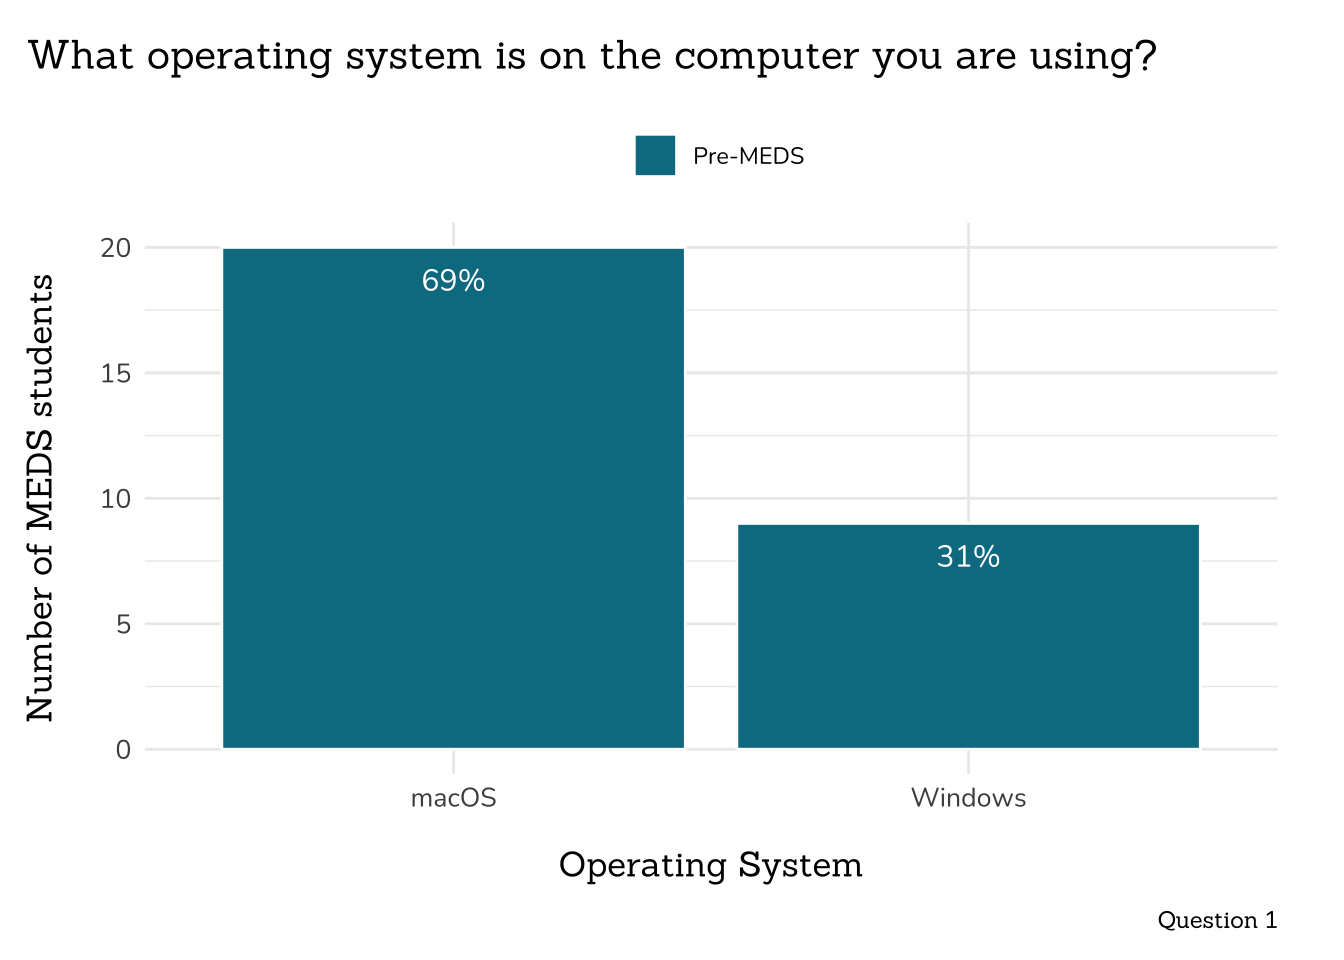 What operating system is on the computer you are using?
Pre-MEDS
Number of MEDS students
20
15
10
5
0
69%
31%
macOS
Windows
Operating System
Question 1